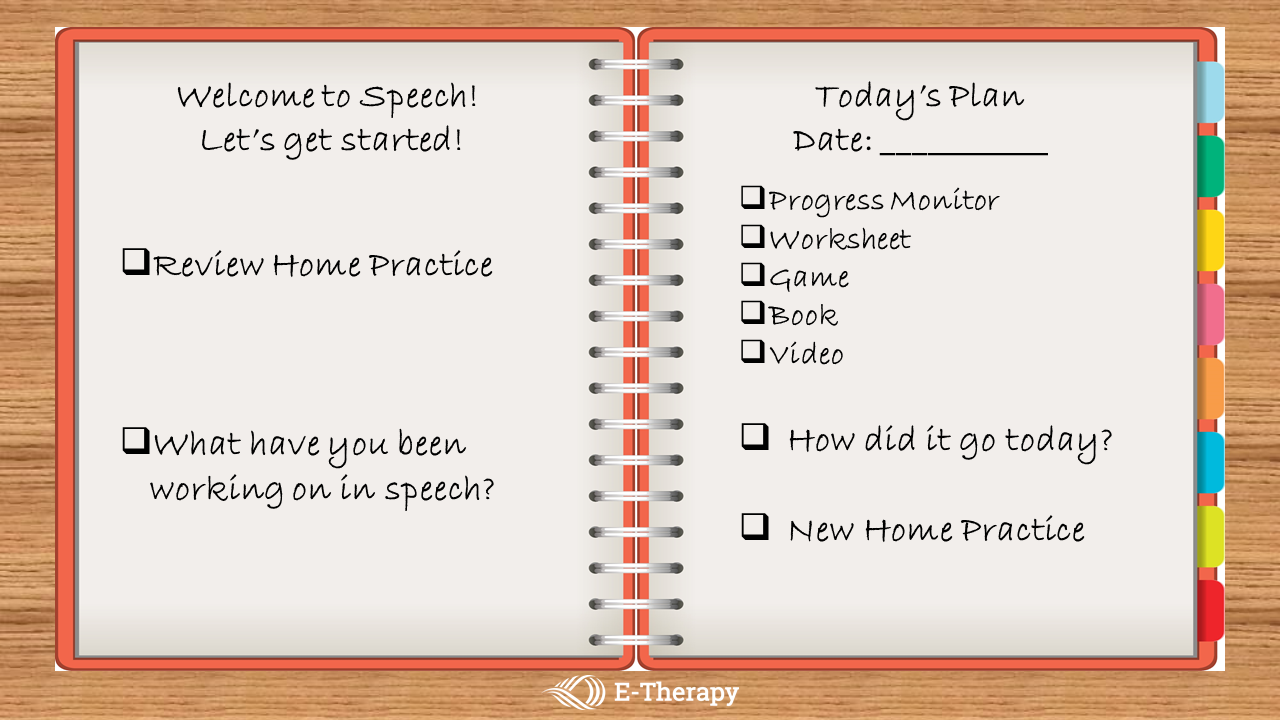 Welcome to Speech!
Let's get started!
❑Review Home Practice
❑What have you been
working on in speech?
Today's Plan
Date: ___________
❑Progress Monitor
❑Worksheet
❑Game
❑Book
❑Video
❑ How did it go today?
❑ New Home Practice
E-Therapy